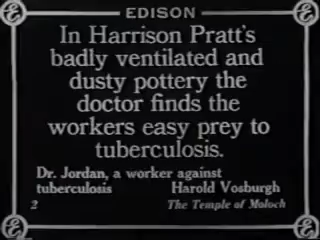 EDISON
In Harrison Pratt's
badly ventilated and
dusty pottery the
doctor finds the
workers easy prey to
tuberculosis.
Dr. Jordan, a worker against
tuberculosis Harold Vosburgh
2 The Temple of Moloch